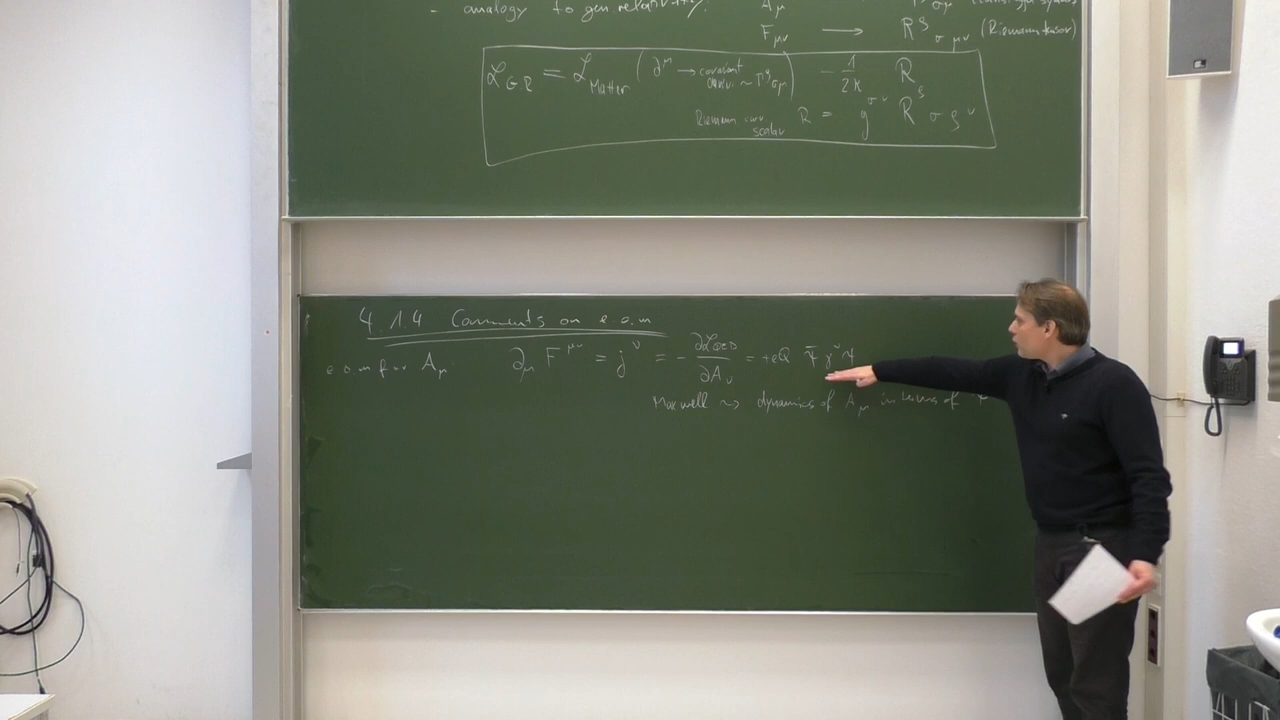 - analogy to gen relativity:
A_μ
F_μν ⟶ R^ρ_σμν (Riemann tensor)
ℒ_GR = ℒ_Matter (∂^μ → covariant deriv. ~ Γ^ρ_σμ) - 1/2κ R
Riemann curv scalar R = g^σν R^ρ_σρν
4.1.4 Comments on e.o.m
e.o.m for A_μ: ∂_μ F^μν = j^ν = - ∂ℒ_QED/∂A_ν = +eQ ψ̄ γ^ν ψ
Maxwell ⇝ dynamics of A_μ in terms of